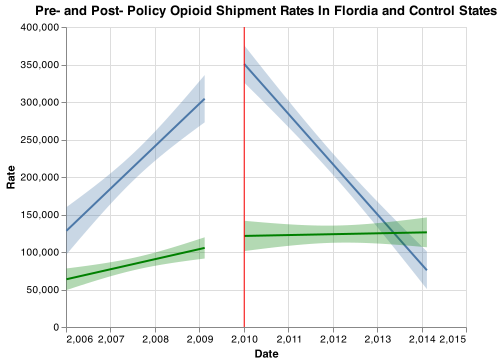 Pre- and Post- Policy Opioid Shipment Rates In Flordia and Control States
400,000
350,000
300,000
250,000
200,000
150,000
100,000
50,000
0
Rate
2,006 2,007 2,008 2,009 2,010 2,011 2,012 2,013 2,014 2,015
Date